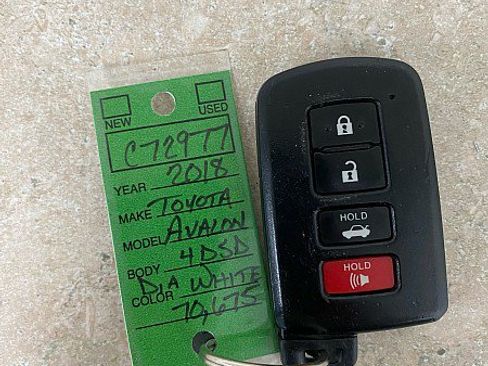 NEW USED
C72977
YEAR 2018
MAKE TOYOTA
MODEL AVALON
BODY 4DSD
COLOR DIA WHITE
70,675
HOLD
HOLD